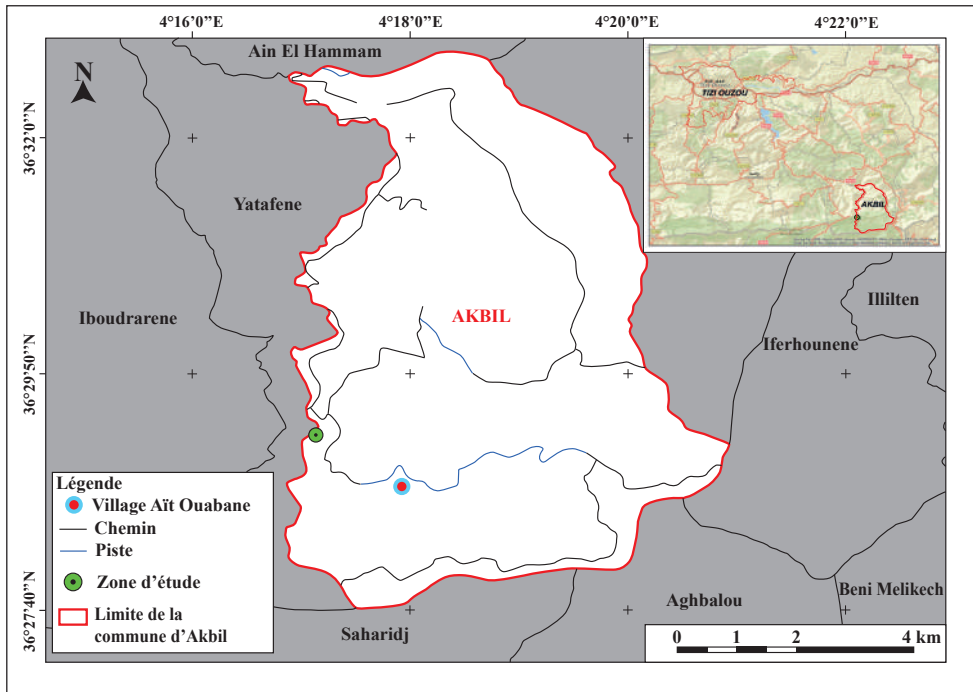 4°16'0"E
4°18'0"E
4°20'0"E
4°22'0"E
Ain El Hammam
N
TIZI OUZOU
AKBIL
36°32'0"N
Yatafene
Iboudrarene
AKBIL
Illilten
Iferhounene
36°29'50"N
Légende
Village Aït Ouabane
Chemin
Piste
Zone d'étude
Limite de la
commune d'Akbil
36°27'40"N
Saharidj
Aghbalou
Beni Melikech
0 1 2 4 km